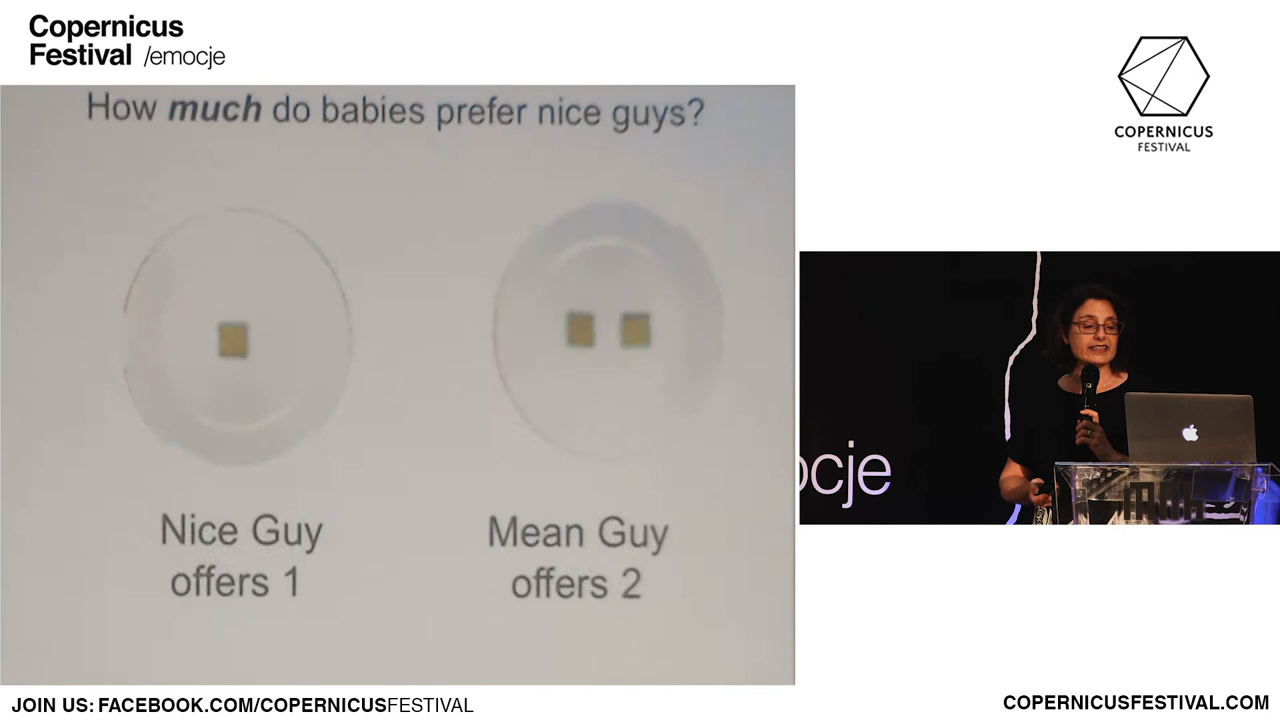 Copernicus
Festival /emocje
COPERNICUS
FESTIVAL
How much do babies prefer nice guys?
Nice Guy
offers 1
Mean Guy
offers 2
ocje
JOIN US: FACEBOOK.COM/COPERNICUSFESTIVAL
COPERNICUSFESTIVAL.COM